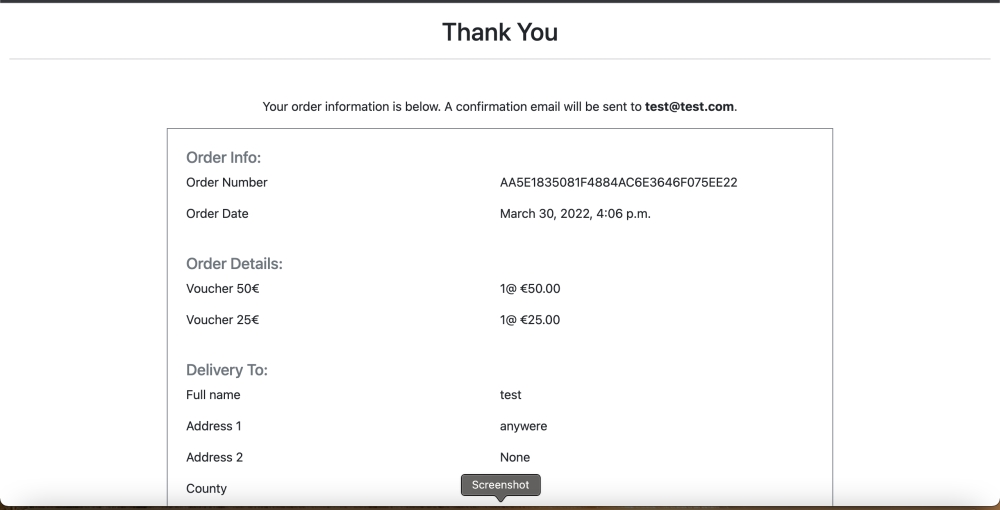 Thank You
Your order information is below. A confirmation email will be sent to test@test.com.
Order Info:
Order Number AA5E1835081F4884AC6E3646F075EE22
Order Date March 30, 2022, 4:06 p.m.
Order Details:
Voucher 50€ 1@ €50.00
Voucher 25€ 1@ €25.00
Delivery To:
Full name test
Address 1 anywere
Address 2 None
County
Screenshot